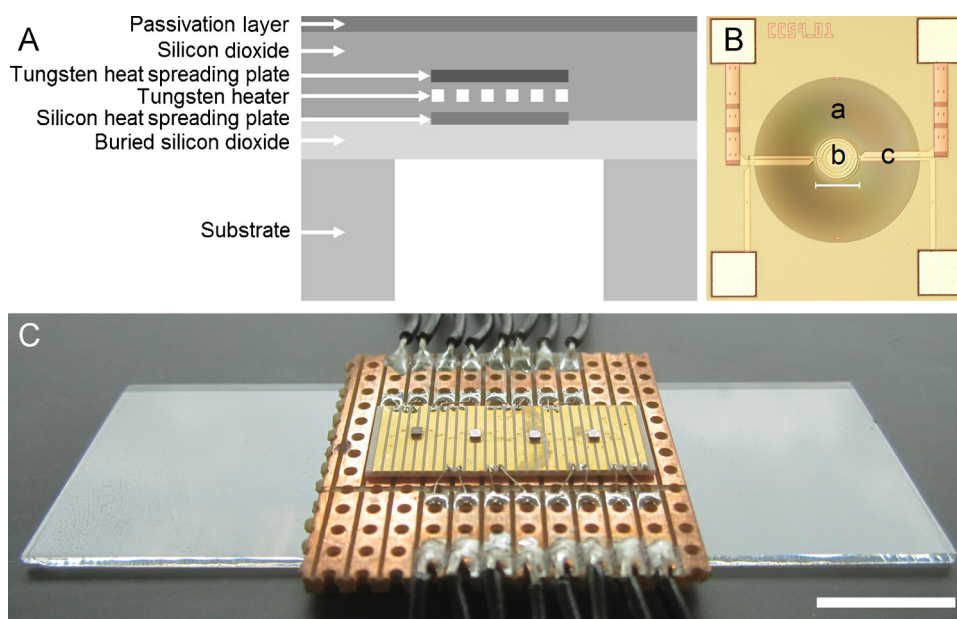 A
Passivation layer
Silicon dioxide
Tungsten heat spreading plate
Tungsten heater
Silicon heat spreading plate
Buried silicon dioxide
Substrate
B
CCS4_01
a
b
c
C